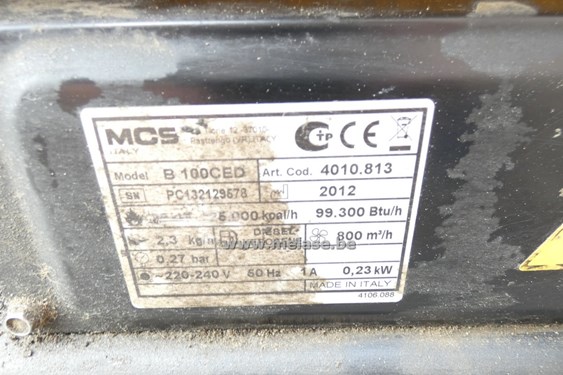 MCS
ITALY
Model B 100CED Art. Cod. 4010.813
SN PC132129578 2012
kcal/h 99.300 Btu/h
2,3 kg/h DIESEL 800 m³/h
www.melase.be
0,27 bar
~220-240 V 50 Hz 1A 0,23 kW
MADE IN ITALY
4106.088